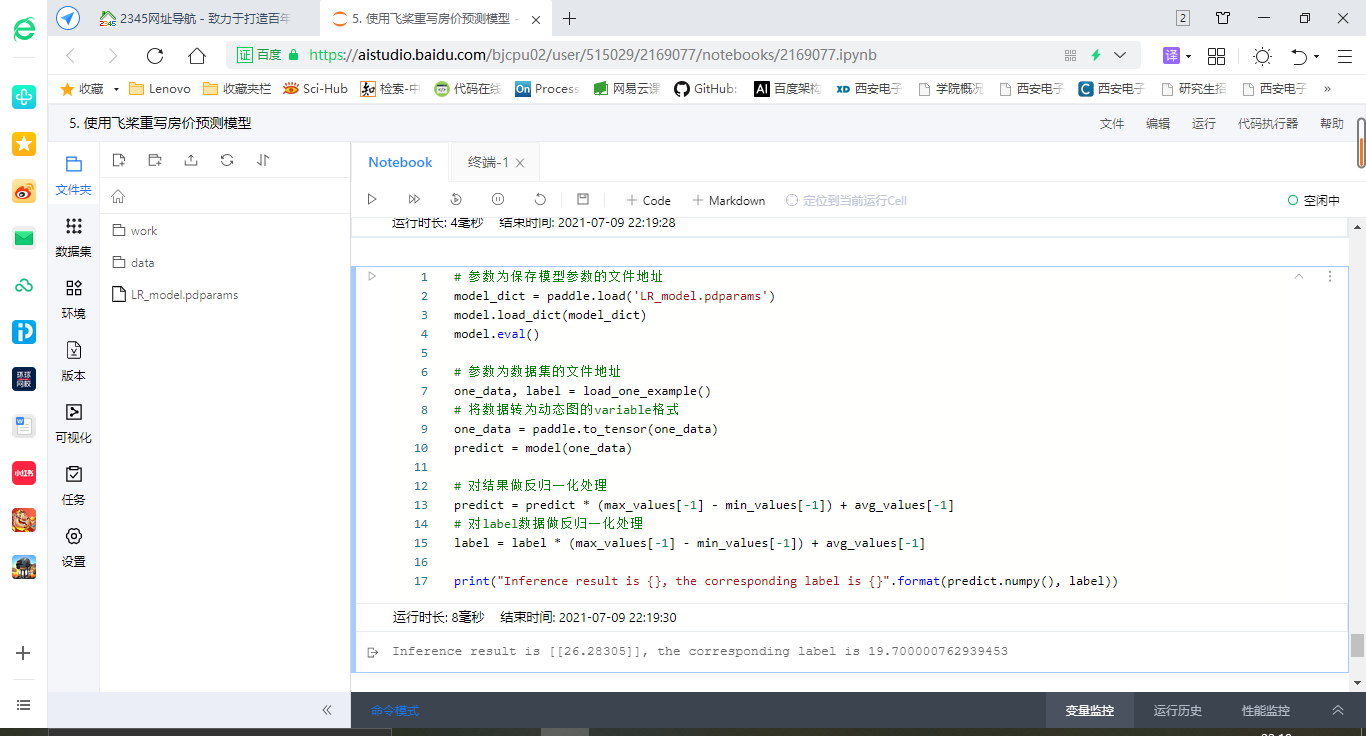 2345网址导航 - 致力于打造百年
5. 使用飞桨重写房价预测模型 -
2
证 百度 https://aistudio.baidu.com/bjcpu02/user/515029/2169077/notebooks/2169077.ipynb
译
收藏 Lenovo 收藏夹栏 Sci-Hub 检索-中 代码在线 On Process 网易云课 GitHub: AI 百度架构 XD 西安电子 学院概况 西安电子 C 西安电子 研究生招 西安电子 »
5. 使用飞桨重写房价预测模型
文件 编辑 运行 代码执行器 帮助
文件夹
数据集
环境
版本
可视化
任务
设置
work
data
LR_model.pdparams
Notebook 终端-1
Code Markdown 定位到当前运行Cell 空闲中
运行时长: 4毫秒 结束时间: 2021-07-09 22:19:28
1 # 参数为保存模型参数的文件地址
2 model_dict = paddle.load('LR_model.pdparams')
3 model.load_dict(model_dict)
4 model.eval()
5
6 # 参数为数据集的文件地址
7 one_data, label = load_one_example()
8 # 将数据转为动态图的variable格式
9 one_data = paddle.to_tensor(one_data)
10 predict = model(one_data)
11
12 # 对结果做反归一化处理
13 predict = predict * (max_values[-1] - min_values[-1]) + avg_values[-1]
14 # 对label数据做反归一化处理
15 label = label * (max_values[-1] - min_values[-1]) + avg_values[-1]
16
17 print("Inference result is {}, the corresponding label is {}".format(predict.numpy(), label))
运行时长: 8毫秒 结束时间: 2021-07-09 22:19:30
Inference result is [[26.28305]], the corresponding label is 19.700000762939453
命令模式
变量监控 运行历史 性能监控